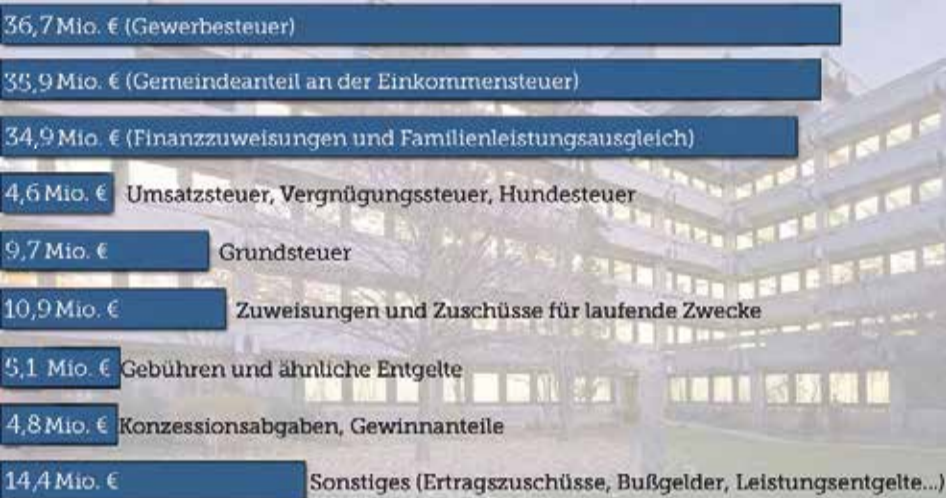 36,7 Mio. € (Gewerbesteuer)
35,9 Mio. € (Gemeindeanteil an der Einkommensteuer)
34,9 Mio. € (Finanzzuweisungen und Familienleistungsausgleich)
4,6 Mio. € Umsatzsteuer, Vergnügungssteuer, Hundesteuer
9,7 Mio. € Grundsteuer
10,9 Mio. € Zuweisungen und Zuschüsse für laufende Zwecke
5,1 Mio. € Gebühren und ähnliche Entgelte
4,8 Mio. € Konzessionsabgaben, Gewinnanteile
14,4 Mio. € Sonstiges (Ertragszuschüsse, Bußgelder, Leistungsentgelte...)